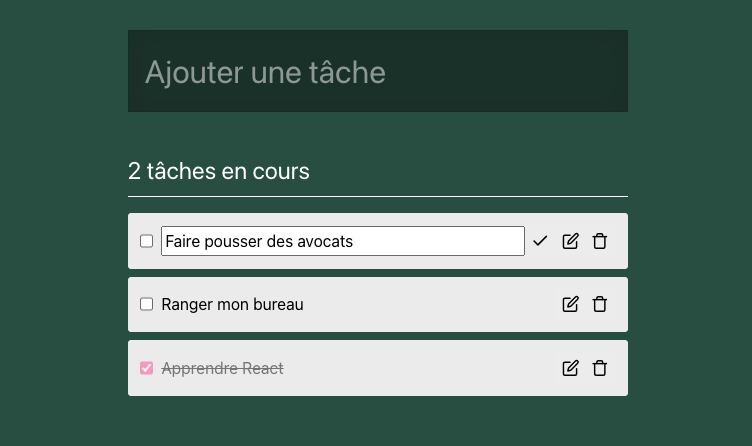 Ajouter une tâche
2 tâches en cours
Faire pousser des avocats
Ranger mon bureau
Apprendre React